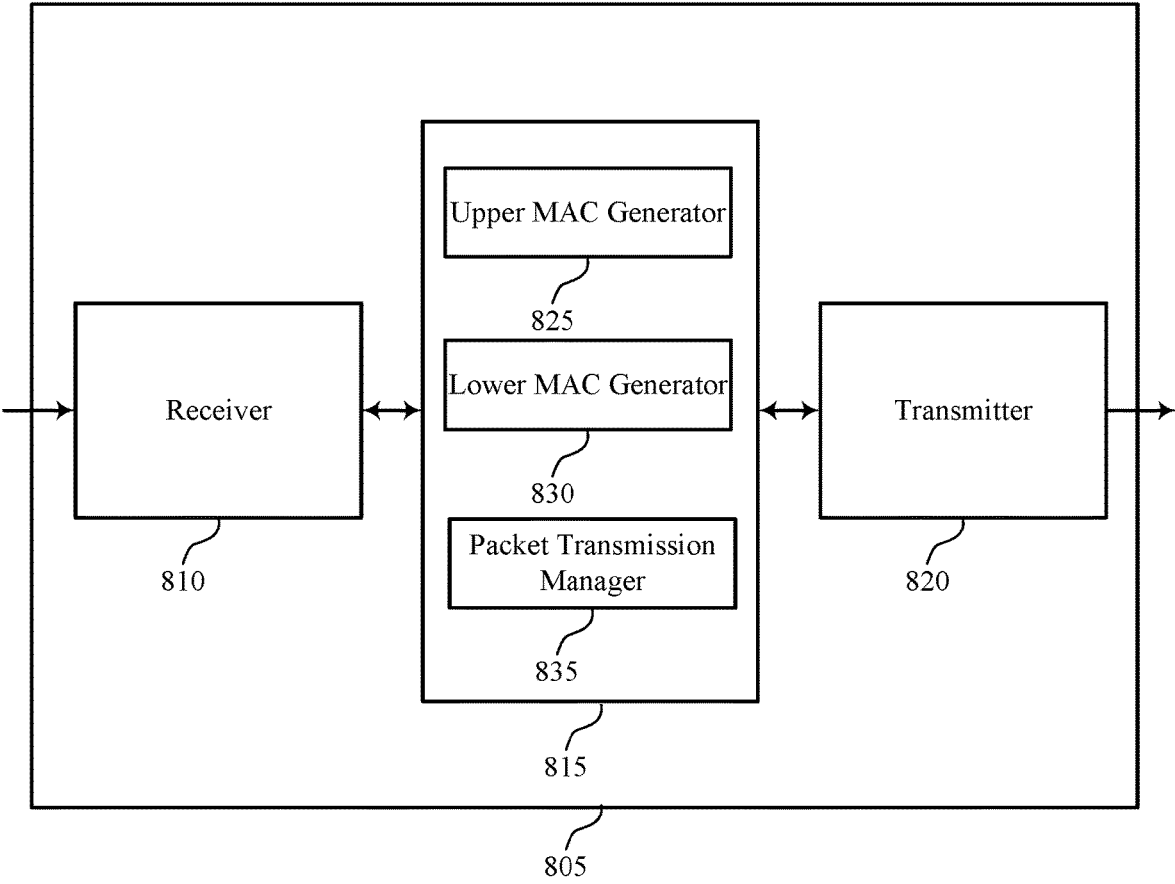 Upper MAC Generator
825
Lower MAC Generator
830
Packet Transmission
Manager
835
Receiver
810
Transmitter
820
815
805